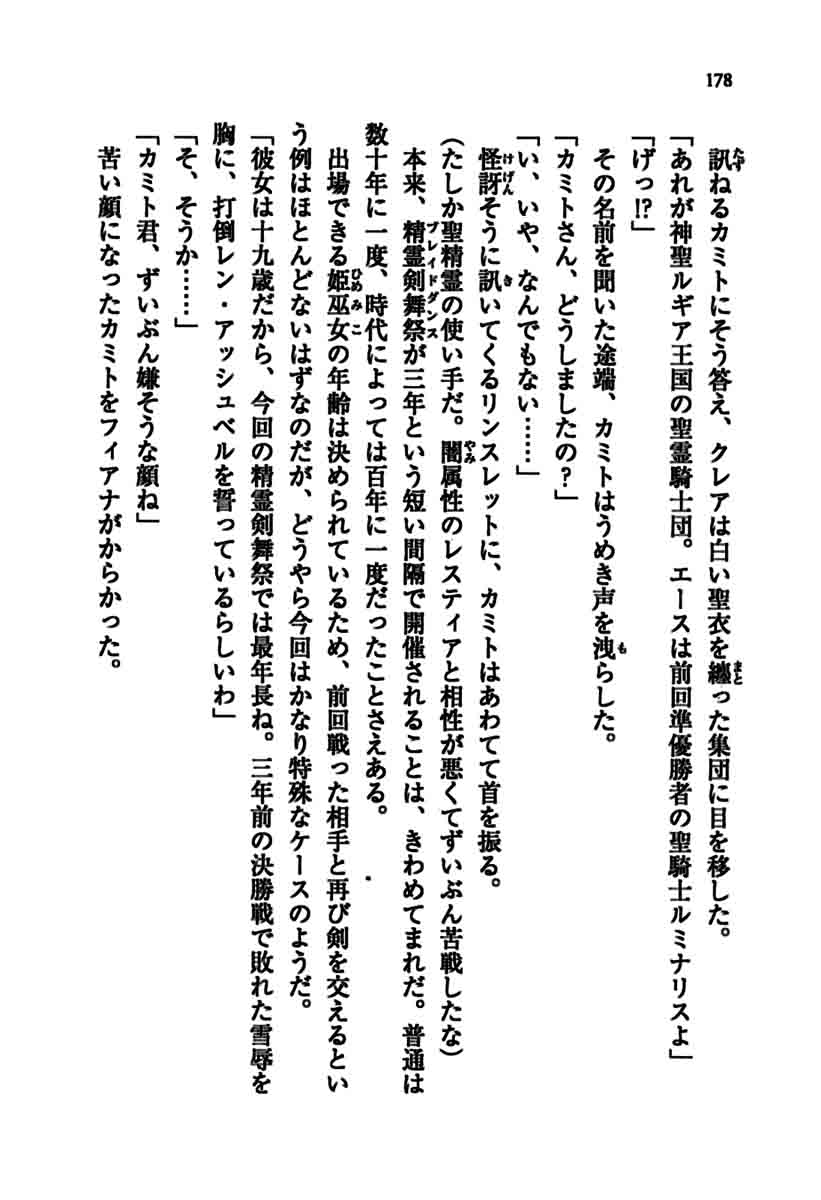 178
訊ねるカミトにそう答え、クレアは白い聖衣を纏った集団に目を移した。
「あれが神聖ルギア王国の聖霊騎士団。エースは前回準優勝者の聖騎士ルミナリスよ」
「げっ!?」
その名前を聞いた途端、カミトはうめき声を洩らした。
「カミトさん、どうしましたの？」
「い、いや、なんでもない……」
怪訝そうに訊いてくるリンスレットに、カミトはあわてて首を振る。
(たしか聖精霊の使い手だ。闇属性のレスティアと相性が悪くてずいぶん苦戦したな)
本来、精霊剣舞祭が三年という短い間隔で開催されることは、きわめてまれだ。普通は
数十年に一度、時代によっては百年に一度だったことさえある。
出場できる姫巫女の年齢は決められているため、前回戦った相手と再び剣を交えるとい
う例はほとんどないはずなのだが、どうやら今回はかなり特殊なケースのようだ。
「彼女は十九歳だから、今回の精霊剣舞祭では最年長ね。三年前の決勝戦で敗れた雪辱を
胸に、打倒レン・アッシュベルを誓っているらしいわ」
「そ、そうか……」
「カミト君、ずいぶん嫌そうな顔ね」
苦い顔になったカミトをフィアナがからかった。